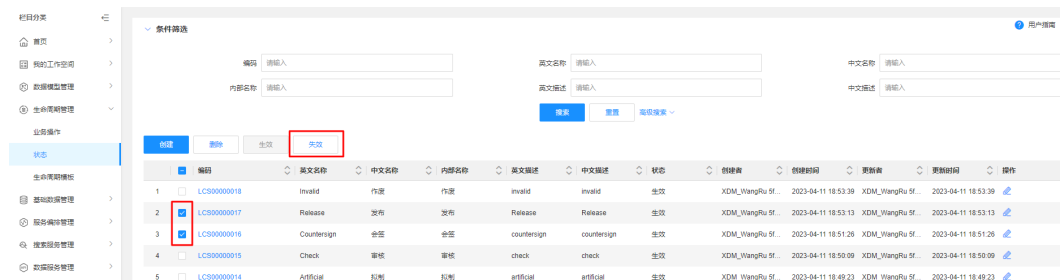 栏目分类
首页
我的工作空间
数据模型管理
生命周期管理
业务操作
状态
生命周期模板
基础数据管理
服务编排管理
搜索服务管理
数据服务管理
条件筛选
用户指南
编码 请输入 英文名称 请输入 中文名称 请输入
内部名称 请输入 英文描述 请输入 中文描述 请输入
搜索 重置 高级搜索
创建 删除 生效 失效
编码 英文名称 中文名称 内部名称 英文描述 中文描述 状态 创建者 创建时间 更新者 更新时间 操作
1 LCS00000018 Invalid 作废 作废 invalid invalid 生效 XDM_WangRu 5f... 2023-04-11 18:53:39 XDM_WangRu 5f... 2023-04-11 18:53:39
2 LCS00000017 Release 发布 发布 Release Release 生效 XDM_WangRu 5f... 2023-04-11 18:53:13 XDM_WangRu 5f... 2023-04-11 18:53:13
3 LCS00000016 Countersign 会签 会签 countersign countersign 生效 XDM_WangRu 5f... 2023-04-11 18:51:26 XDM_WangRu 5f... 2023-04-11 18:51:26
4 LCS00000015 Check 审核 审核 check check 生效 XDM_WangRu 5f... 2023-04-11 18:50:09 XDM_WangRu 5f... 2023-04-11 18:50:09
5 LCS00000014 Artificial 拟制 拟制 artificial artificial 生效 XDM_WangRu 5f... 2023-04-11 18:49:23 XDM_WangRu 5f... 2023-04-11 18:49:23